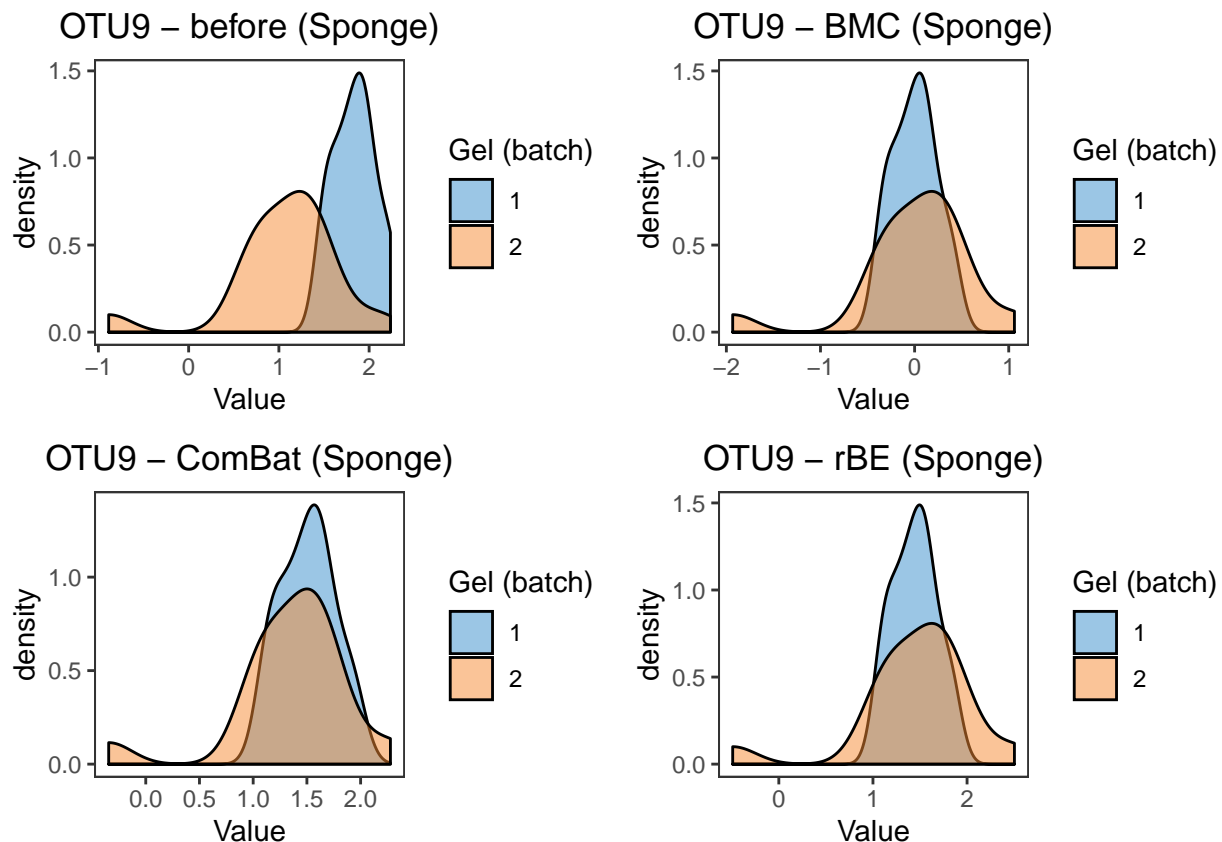 OTU9 – before (Sponge)
1.5
1.0
0.5
0.0
density
−1 0 1 2
Value
Gel (batch)
1
2
OTU9 – BMC (Sponge)
1.5
1.0
0.5
0.0
density
−2 −1 0 1
Value
Gel (batch)
1
2
OTU9 – ComBat (Sponge)
1.0
0.5
0.0
density
0.0 0.5 1.0 1.5 2.0
Value
Gel (batch)
1
2
OTU9 – rBE (Sponge)
1.5
1.0
0.5
0.0
density
0 1 2
Value
Gel (batch)
1
2